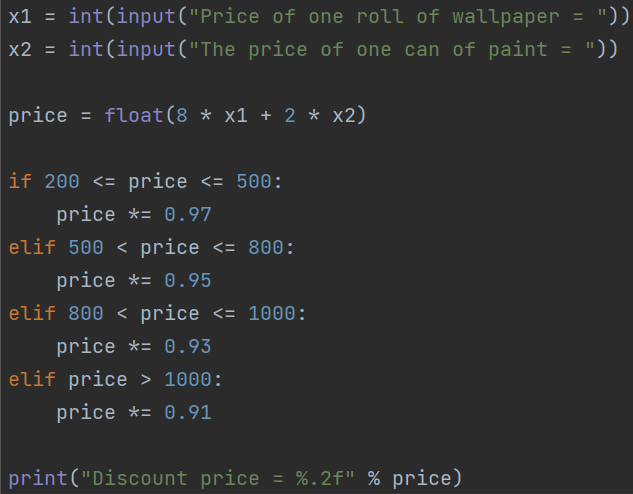 x1 = int(input("Price of one roll of wallpaper = "))
x2 = int(input("The price of one can of paint = "))
price = float(8 * x1 + 2 * x2)
if 200 <= price <= 500:
    price *= 0.97
elif 500 < price <= 800:
    price *= 0.95
elif 800 < price <= 1000:
    price *= 0.93
elif price > 1000:
    price *= 0.91
print("Discount price = %.2f" % price)